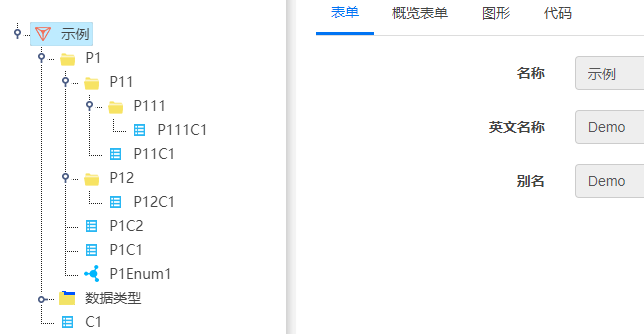 示例
P1
P11
P111
P111C1
P11C1
P12
P12C1
P1C2
P1C1
P1Enum1
数据类型
C1
表单 概览表单 图形 代码
名称 示例
英文名称 Demo
别名 Demo